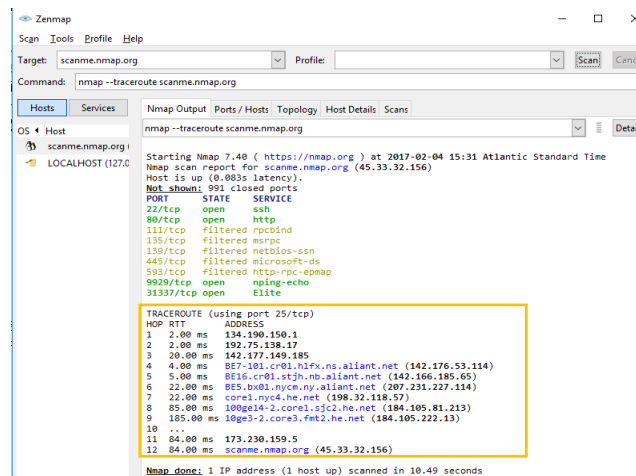 Zenmap
Scan Tools Profile Help
Target: scanme.nmap.org Profile: Scan Canc
Command: nmap --traceroute scanme.nmap.org
Hosts Services Nmap Output Ports / Hosts Topology Host Details Scans
OS Host nmap --traceroute scanme.nmap.org Detai
scanme.nmap.org (
LOCALHOST (127.0
Starting Nmap 7.40 ( https://nmap.org ) at 2017-02-04 15:31 Atlantic Standard Time
Nmap scan report for scanme.nmap.org (45.33.32.156)
Host is up (0.083s latency).
Not shown: 991 closed ports
PORT STATE SERVICE
22/tcp open ssh
80/tcp open http
111/tcp filtered rpcbind
135/tcp filtered msrpc
139/tcp filtered netbios-ssn
445/tcp filtered microsoft-ds
593/tcp filtered http-rpc-epmap
9929/tcp open nping-echo
31337/tcp open Elite
TRACEROUTE (using port 25/tcp)
HOP RTT ADDRESS
1 2.00 ms 134.190.150.1
2 2.00 ms 192.75.138.17
3 20.00 ms 142.177.149.185
4 4.00 ms BE7-101.cr01.hlfx.ns.aliant.net (142.176.53.114)
5 5.00 ms BE16.cr01.stjh.nb.aliant.net (142.166.185.65)
6 22.00 ms BE5.bx01.nycm.ny.aliant.net (207.231.227.114)
7 22.00 ms core1.nyc4.he.net (198.32.118.57)
8 85.00 ms 100ge14-2.core1.sjc2.he.net (184.105.81.213)
9 185.00 ms 10ge3-2.core3.fmt2.he.net (184.105.222.13)
10 ...
11 84.00 ms 173.230.159.5
12 84.00 ms scanme.nmap.org (45.33.32.156)
Nmap done: 1 IP address (1 host up) scanned in 10.49 seconds